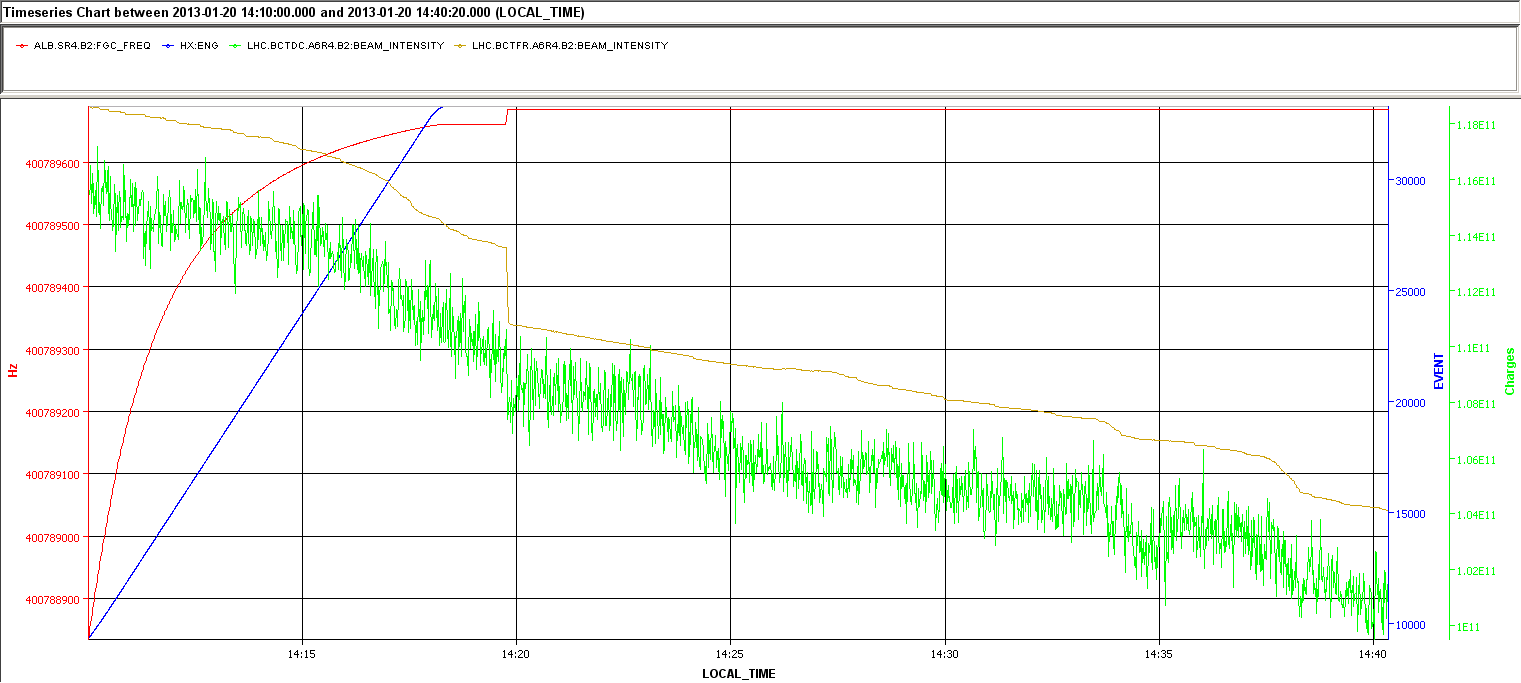 Timeseries Chart between 2013-01-20 14:10:00.000 and 2013-01-20 14:40:20.000 (LOCAL_TIME)
ALB.SR4.B2:FGC_FREQ HX:ENG LHC.BCTDC.A6R4.B2:BEAM_INTENSITY LHC.BCTFR.A6R4.B2:BEAM_INTENSITY
Hz
400789600
400789500
400789400
400789300
400789200
400789100
400789000
400788900
30000
25000
20000
15000
10000
EVENT
1.18E11
1.16E11
1.14E11
1.12E11
1.1E11
1.08E11
1.06E11
1.04E11
1.02E11
1E11
Charges
14:15 14:20 14:25 14:30 14:35 14:40
LOCAL_TIME